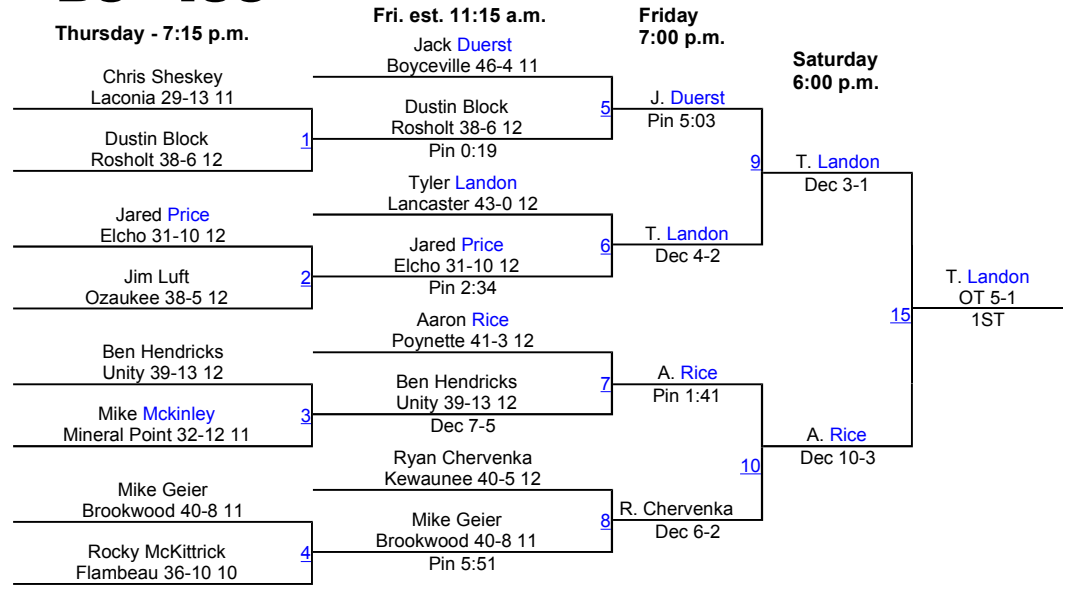 Thursday - 7:15 p.m.
Chris Sheskey
Laconia 29-13 11
Dustin Block
Rosholt 38-6 12
1
Jared Price
Elcho 31-10 12
Jim Luft
Ozaukee 38-5 12
2
Ben Hendricks
Unity 39-13 12
Mike Mckinley
Mineral Point 32-12 11
3
Mike Geier
Brookwood 40-8 11
Rocky McKittrick
Flambeau 36-10 10
4
Fri. est. 11:15 a.m.
Jack Duerst
Boyceville 46-4 11
Dustin Block
Rosholt 38-6 12
Pin 0:19
5
Tyler Landon
Lancaster 43-0 12
Jared Price
Elcho 31-10 12
Pin 2:34
6
Aaron Rice
Poynette 41-3 12
Ben Hendricks
Unity 39-13 12
Dec 7-5
7
Ryan Chervenka
Kewaunee 40-5 12
Mike Geier
Brookwood 40-8 11
Pin 5:51
8
Friday
7:00 p.m.
J. Duerst
Pin 5:03
9
T. Landon
Dec 4-2
A. Rice
Pin 1:41
10
R. Chervenka
Dec 6-2
Saturday
6:00 p.m.
T. Landon
Dec 3-1
A. Rice
Dec 10-3
15
T. Landon
OT 5-1
1ST